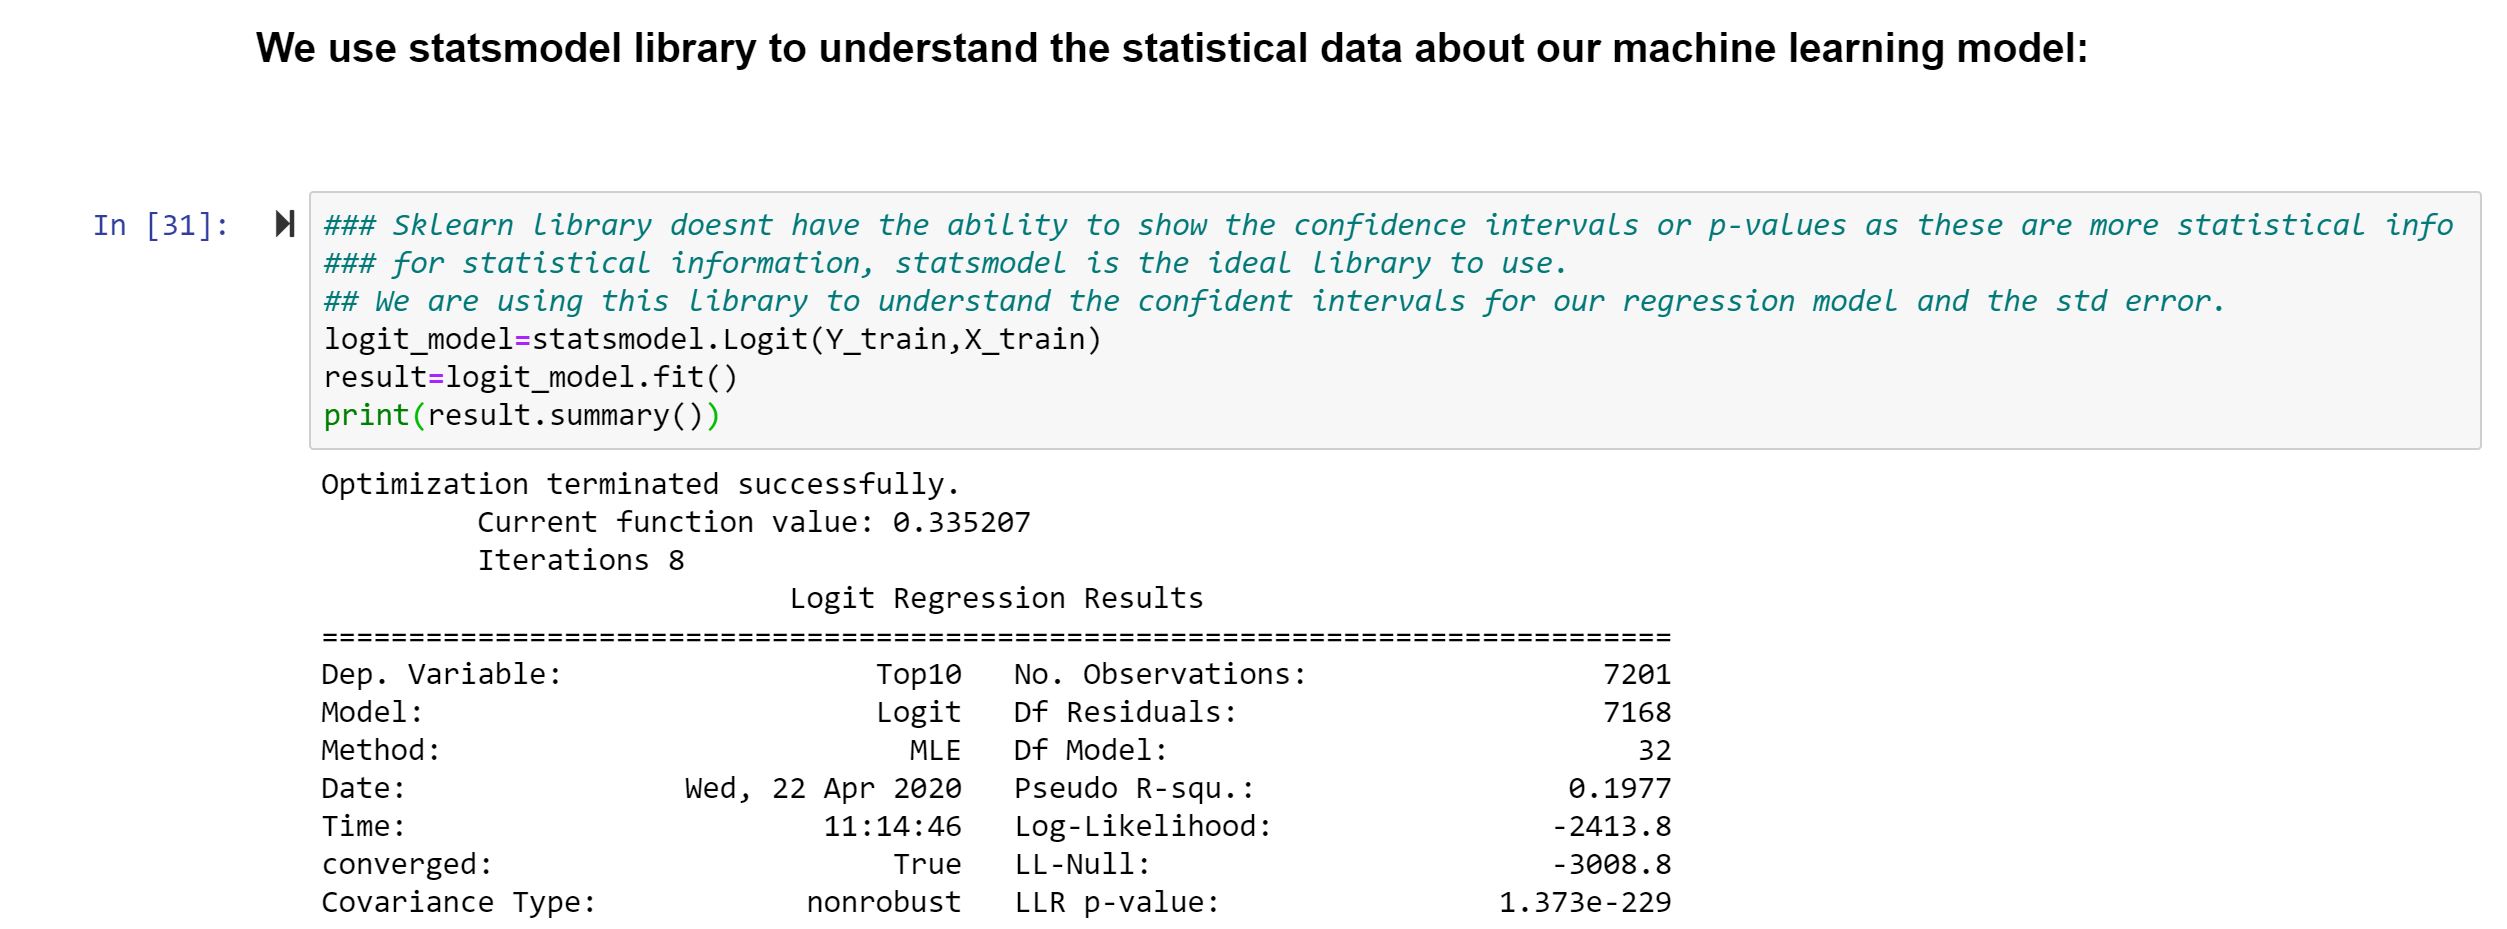 We use statsmodel library to understand the statistical data about our machine learning model:
In [31]:
### Sklearn library doesnt have the ability to show the confidence intervals or p-values as these are more statistical info
### for statistical information, statsmodel is the ideal library to use.
## We are using this library to understand the confident intervals for our regression model and the std error.
logit_model=statsmodel.Logit(Y_train,X_train)
result=logit_model.fit()
print(result.summary())
Optimization terminated successfully.
Current function value: 0.335207
Iterations 8
Logit Regression Results
==============================================================================
Dep. Variable: Top10 No. Observations: 7201
Model: Logit Df Residuals: 7168
Method: MLE Df Model: 32
Date: Wed, 22 Apr 2020 Pseudo R-squ.: 0.1977
Time: 11:14:46 Log-Likelihood: -2413.8
converged: True LL-Null: -3008.8
Covariance Type: nonrobust LLR p-value: 1.373e-229